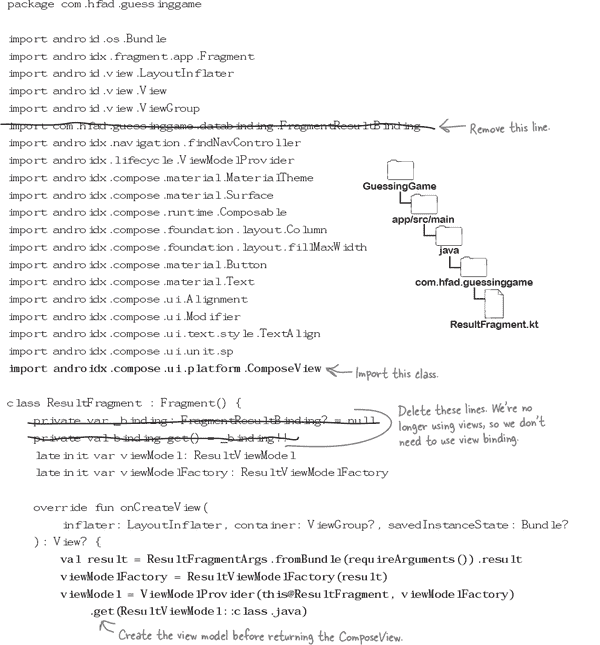 package com.hfad.guessinggame
import android.os.Bundle
import androidx.fragment.app.Fragment
import android.view.LayoutInflater
import android.view.View
import android.view.ViewGroup
import com.hfad.guessinggame.databinding.FragmentResultBinding
Remove this line.
import androidx.navigation.findNavController
import androidx.lifecycle.ViewModelProvider
import androidx.compose.material.MaterialTheme
import androidx.compose.material.Surface
import androidx.compose.runtime.Composable
import androidx.compose.foundation.layout.Column
import androidx.compose.foundation.layout.fillMaxWidth
import androidx.compose.material.Button
import androidx.compose.material.Text
import androidx.compose.ui.Alignment
import androidx.compose.ui.Modifier
import androidx.compose.ui.text.style.TextAlign
import androidx.compose.ui.unit.sp
import androidx.compose.ui.platform.ComposeView
Import this class.
GuessingGame
app/src/main
java
com.hfad.guessinggame
ResultFragment.kt
class ResultFragment : Fragment() {
private var _binding: FragmentResultBinding? = null
private val binding get() = _binding!!
Delete these lines. We're no
longer using views, so we don't
need to use view binding.
lateinit var viewModel: ResultViewModel
lateinit var viewModelFactory: ResultViewModelFactory
override fun onCreateView(
inflater: LayoutInflater, container: ViewGroup?, savedInstanceState: Bundle?
): View? {
val result = ResultFragmentArgs.fromBundle(requireArguments()).result
viewModelFactory = ResultViewModelFactory(result)
viewModel = ViewModelProvider(this@ResultFragment, viewModelFactory)
.get(ResultViewModel::class.java)
Create the view model before returning the ComposeView.